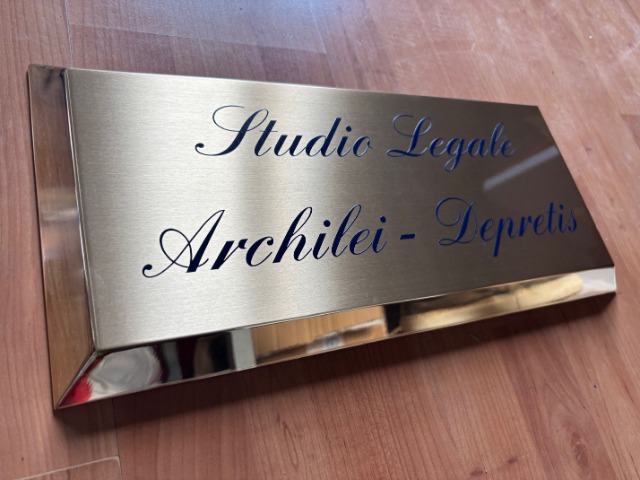 Studio Legale
Archilei - Depretis